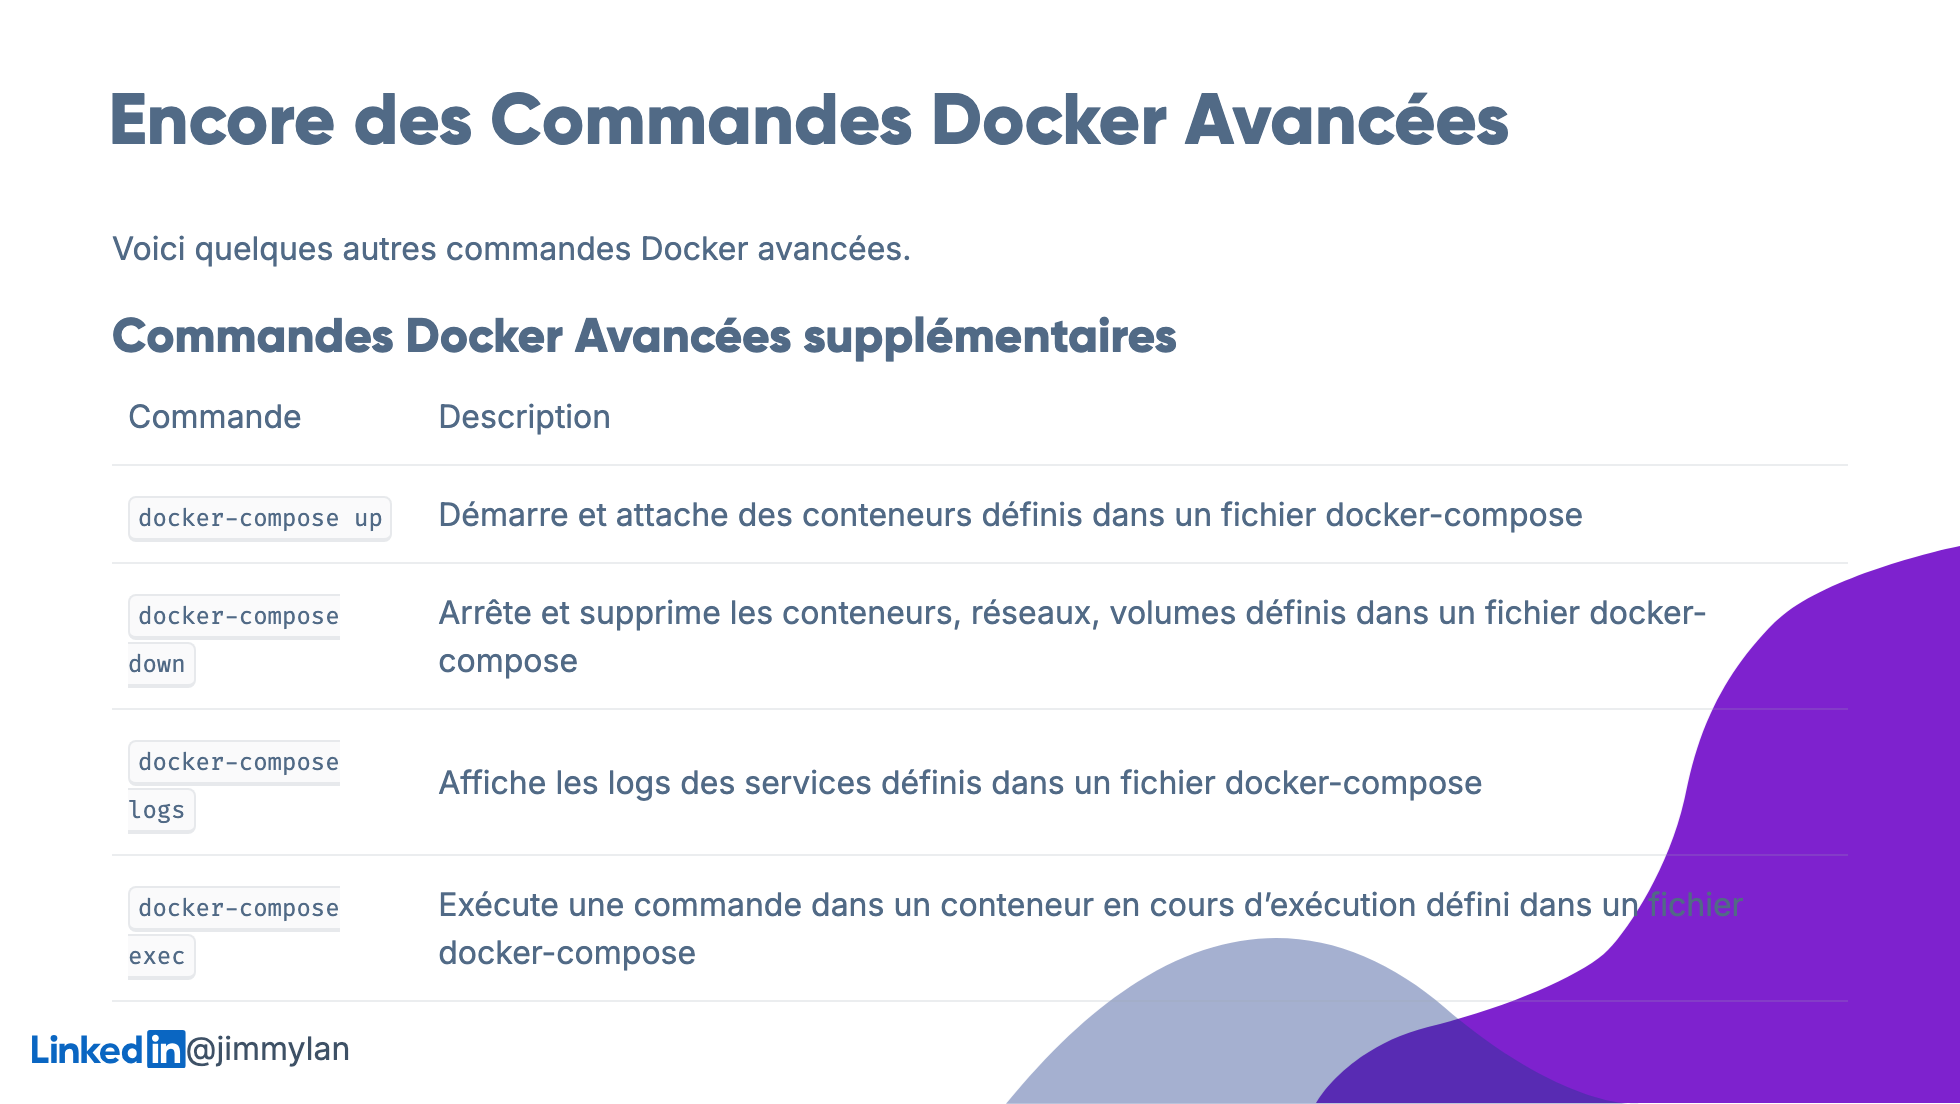 Encore des Commandes Docker Avancées
Voici quelques autres commandes Docker avancées.
Commandes Docker Avancées supplémentaires
Commande Description
docker-compose up Démarre et attache des conteneurs définis dans un fichier docker-compose
docker-compose
down
Arrête et supprime les conteneurs, réseaux, volumes définis dans un fichier docker-
compose
docker-compose
logs
Affiche les logs des services définis dans un fichier docker-compose
docker-compose
exec
Exécute une commande dans un conteneur en cours d’exécution défini dans un fichier
docker-compose
LinkedIn @jimmylan